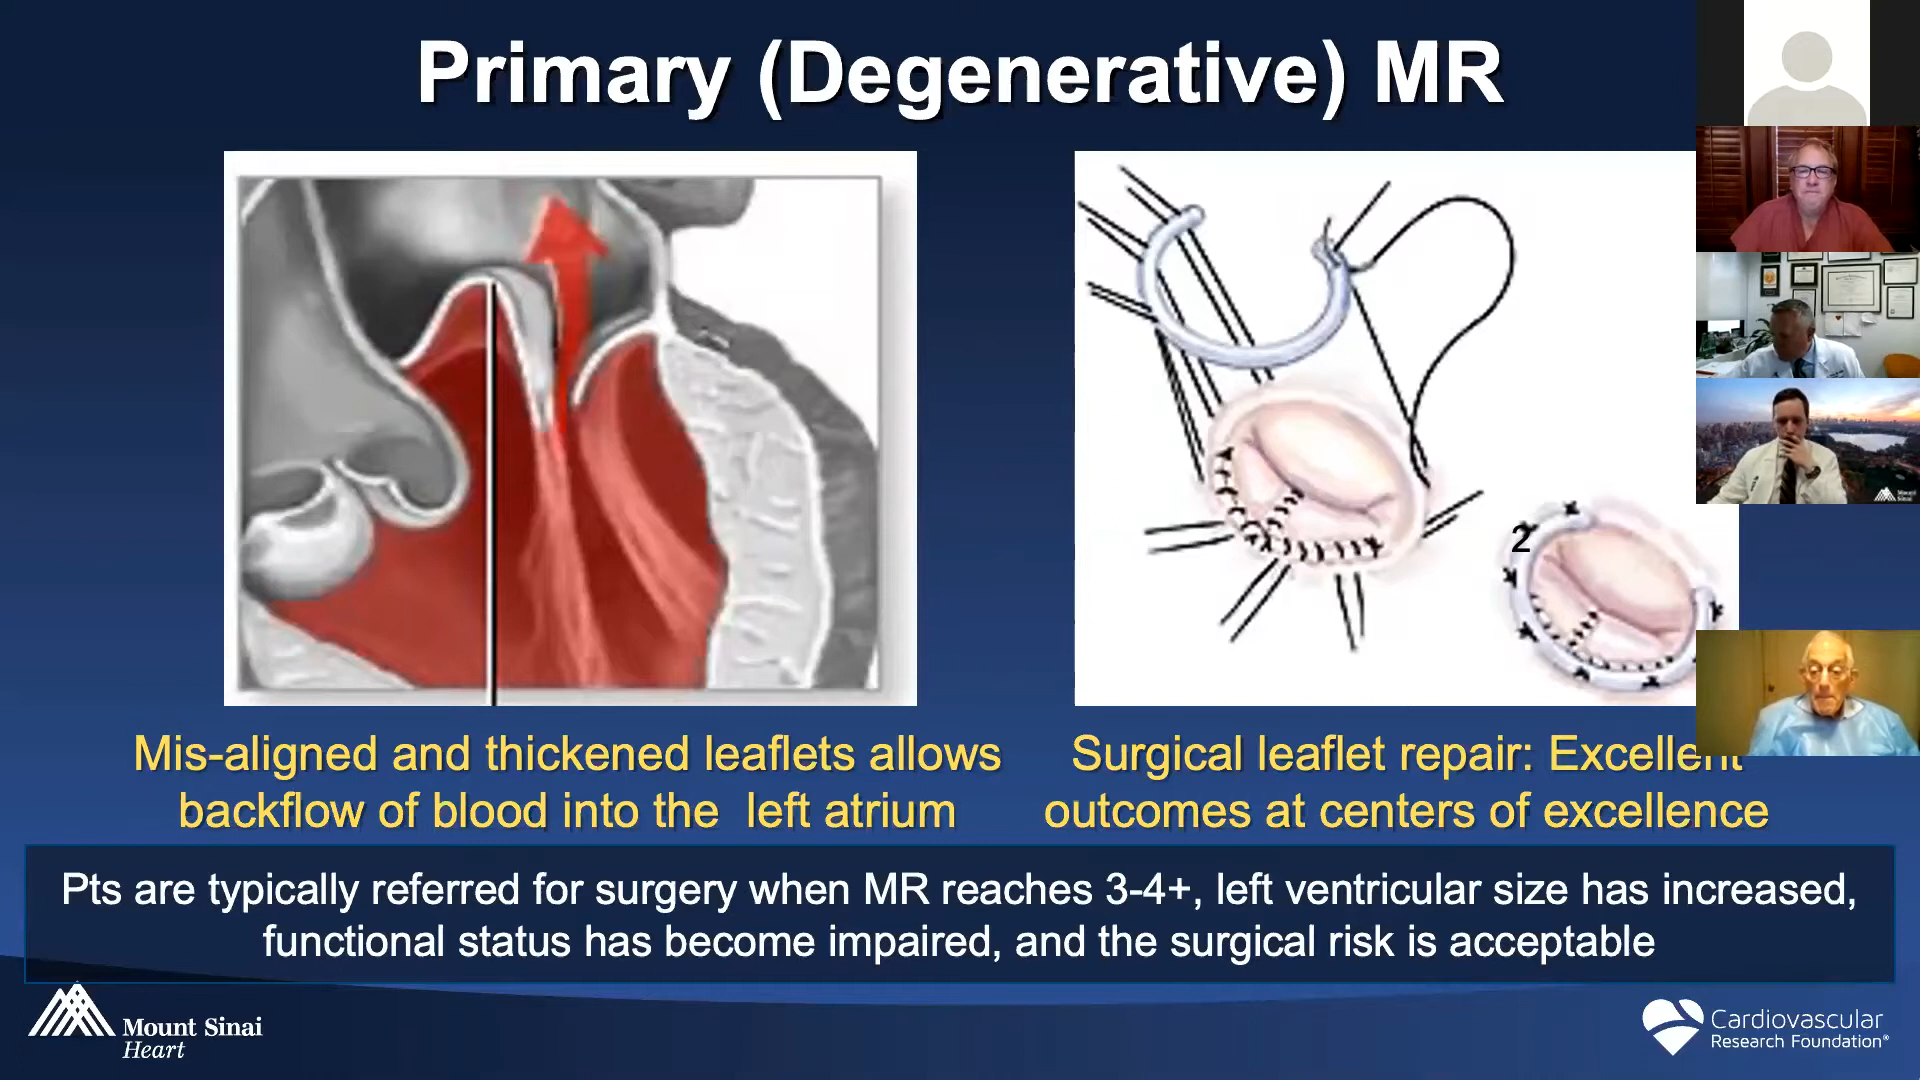 Primary (Degenerative) MR
2
Mis-aligned and thickened leaflets allows
backflow of blood into the left atrium
Surgical leaflet repair: Excellent
outcomes at centers of excellence
Pts are typically referred for surgery when MR reaches 3-4+, left ventricular size has increased,
functional status has become impaired, and the surgical risk is acceptable
Mount Sinai
Heart
Cardiovascular
Research Foundation®
Mount
Sinai